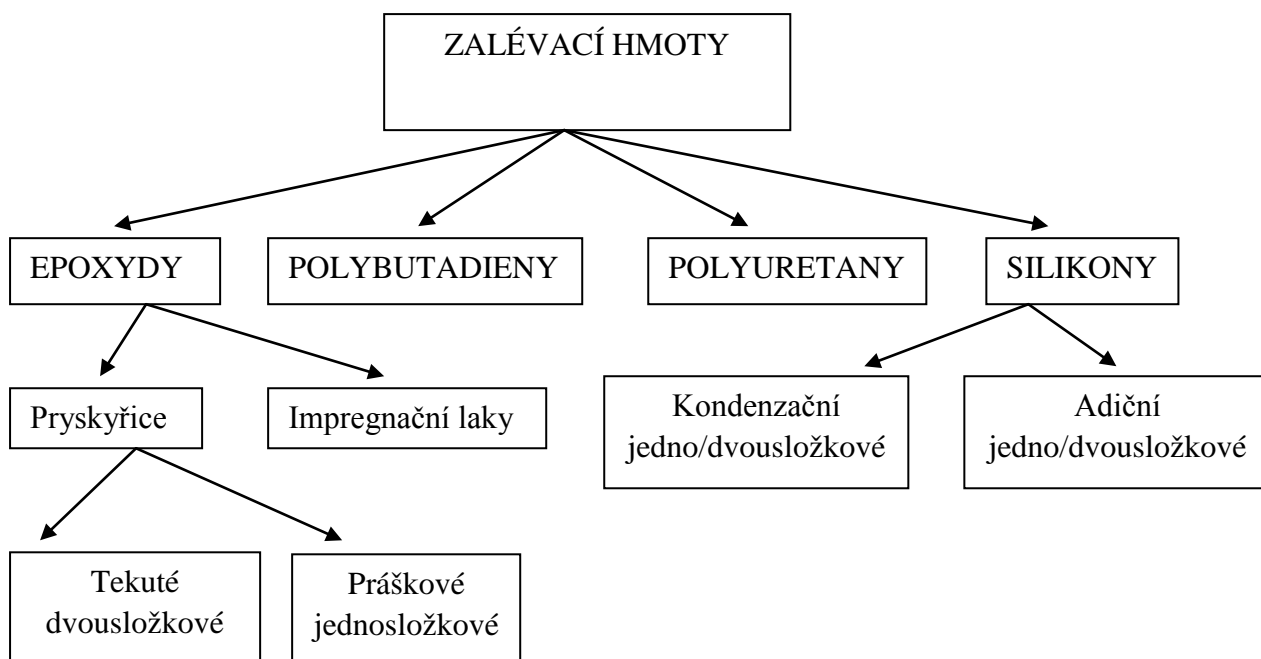 ZALÉVACÍ HMOTY
EPOXYDY
POLYBUTADIENY
POLYURETANY
SILIKONY
Pryskyřice
Impregnační laky
Kondenzační
jedno/dvousložkové
Adiční
jedno/dvousložkové
Tekuté
dvousložkové
Práškové
jednosložkové